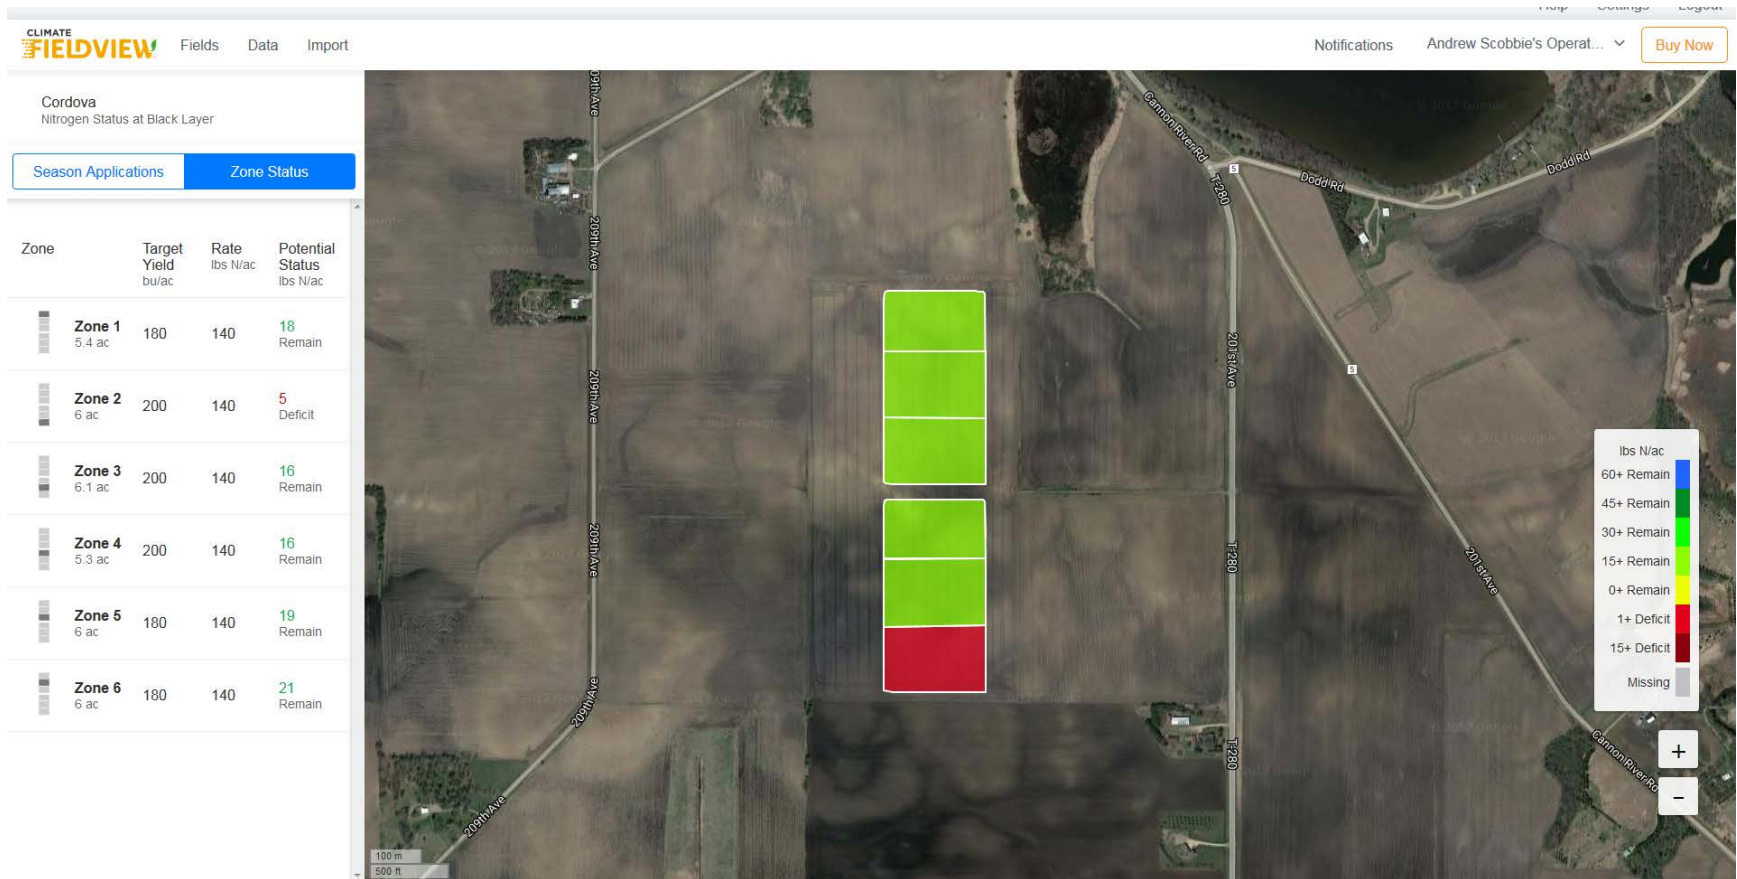 Help Settings Logout
CLIMATE
FIELDVIEW
Fields Data Import
Notifications Andrew Scobbie's Operat... Buy Now
Cordova
Nitrogen Status at Black Layer
Season Applications Zone Status
Zone Target Yield bu/ac Rate lbs N/ac Potential Status lbs N/ac
Zone 1 180 140 18
5.4 ac Remain
Zone 2 200 140 5
6 ac Deficit
Zone 3 200 140 16
6.1 ac Remain
Zone 4 200 140 16
5.3 ac Remain
Zone 5 180 140 19
6 ac Remain
Zone 6 180 140 21
6 ac Remain
09th Ave
209th Ave
209th Ave
209th Ave
209th Ave
209th Ave
Cannon River Rd
T-280
5
Dodd Rd
Dodd Rd
201st Ave
5
T-280
201st Ave
T-280
Cannon River Rd
lbs N/ac
60+ Remain
45+ Remain
30+ Remain
15+ Remain
0+ Remain
1+ Deficit
15+ Deficit
Missing
+
−
100 m
500 ft